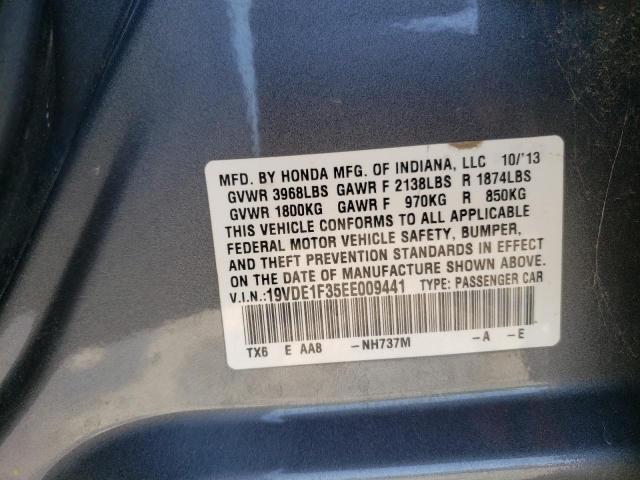 MFD. BY HONDA MFG. OF INDIANA, LLC 10/'13
GVWR 3968LBS GAWR F 2138LBS R 1874LBS
GVWR 1800KG GAWR F 970KG R 850KG
THIS VEHICLE CONFORMS TO ALL APPLICABLE
FEDERAL MOTOR VEHICLE SAFETY, BUMPER,
AND THEFT PREVENTION STANDARDS IN EFFECT
ON THE DATE OF MANUFACTURE SHOWN ABOVE.
V.I.N.:19VDE1F35EE009441 TYPE: PASSENGER CAR
TX6 E AA8 -NH737M -A -E